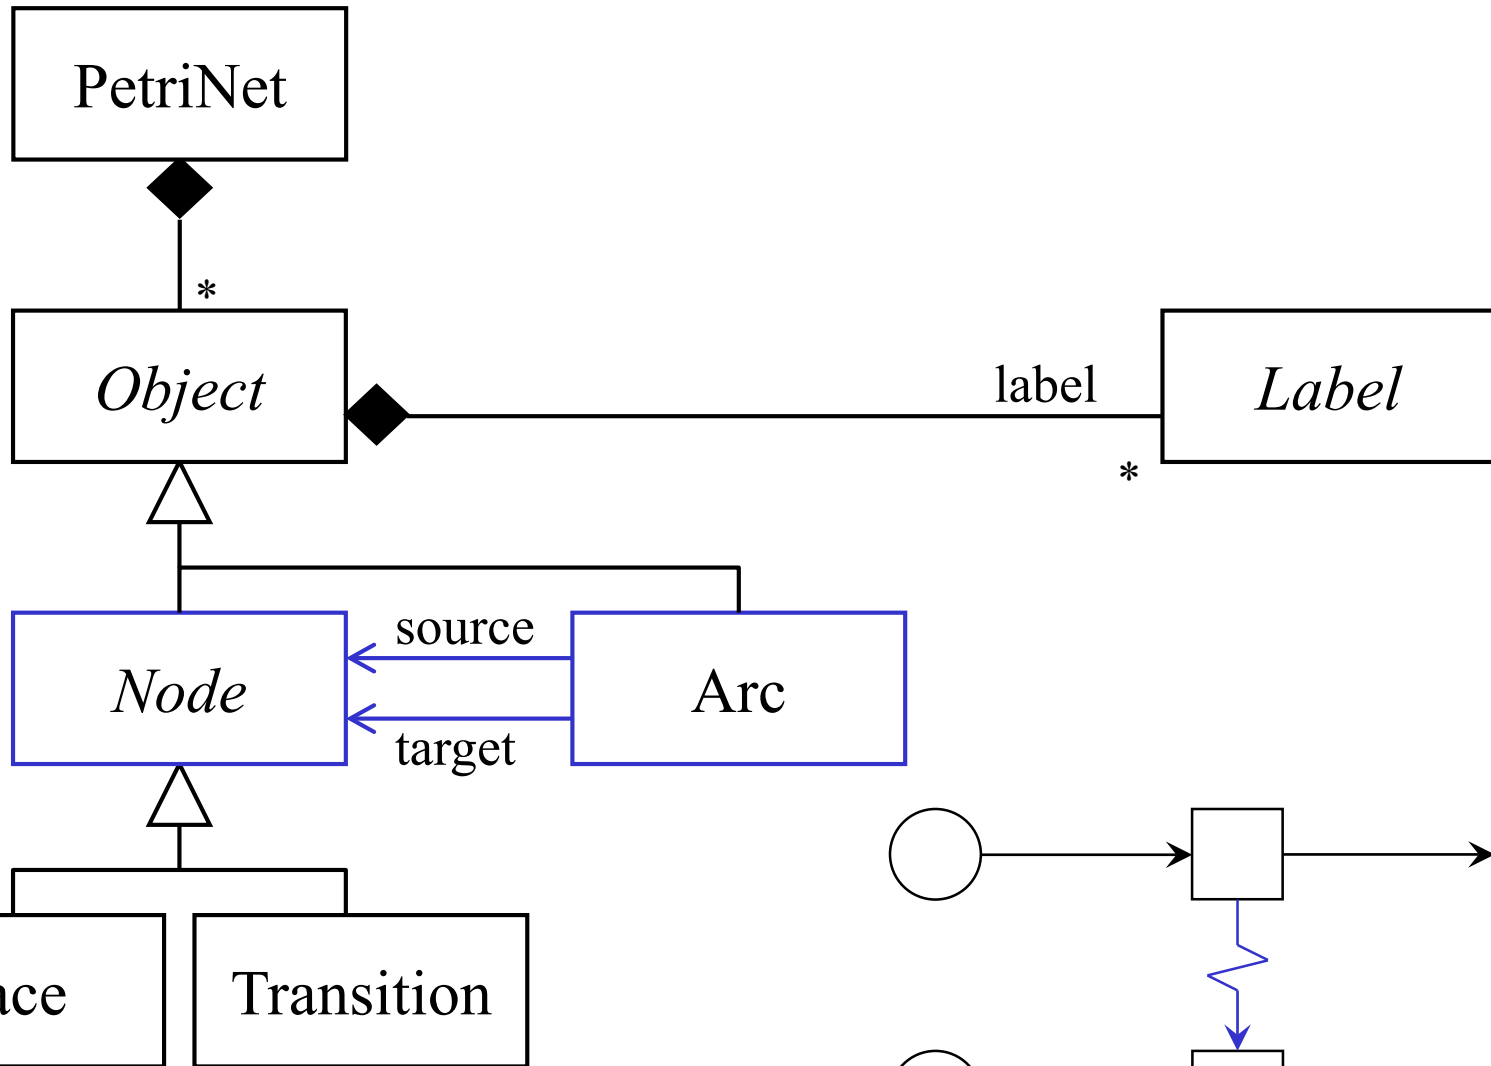 PetriNet
*
Object
label
Label
*
source
Node
Arc
target
Transition